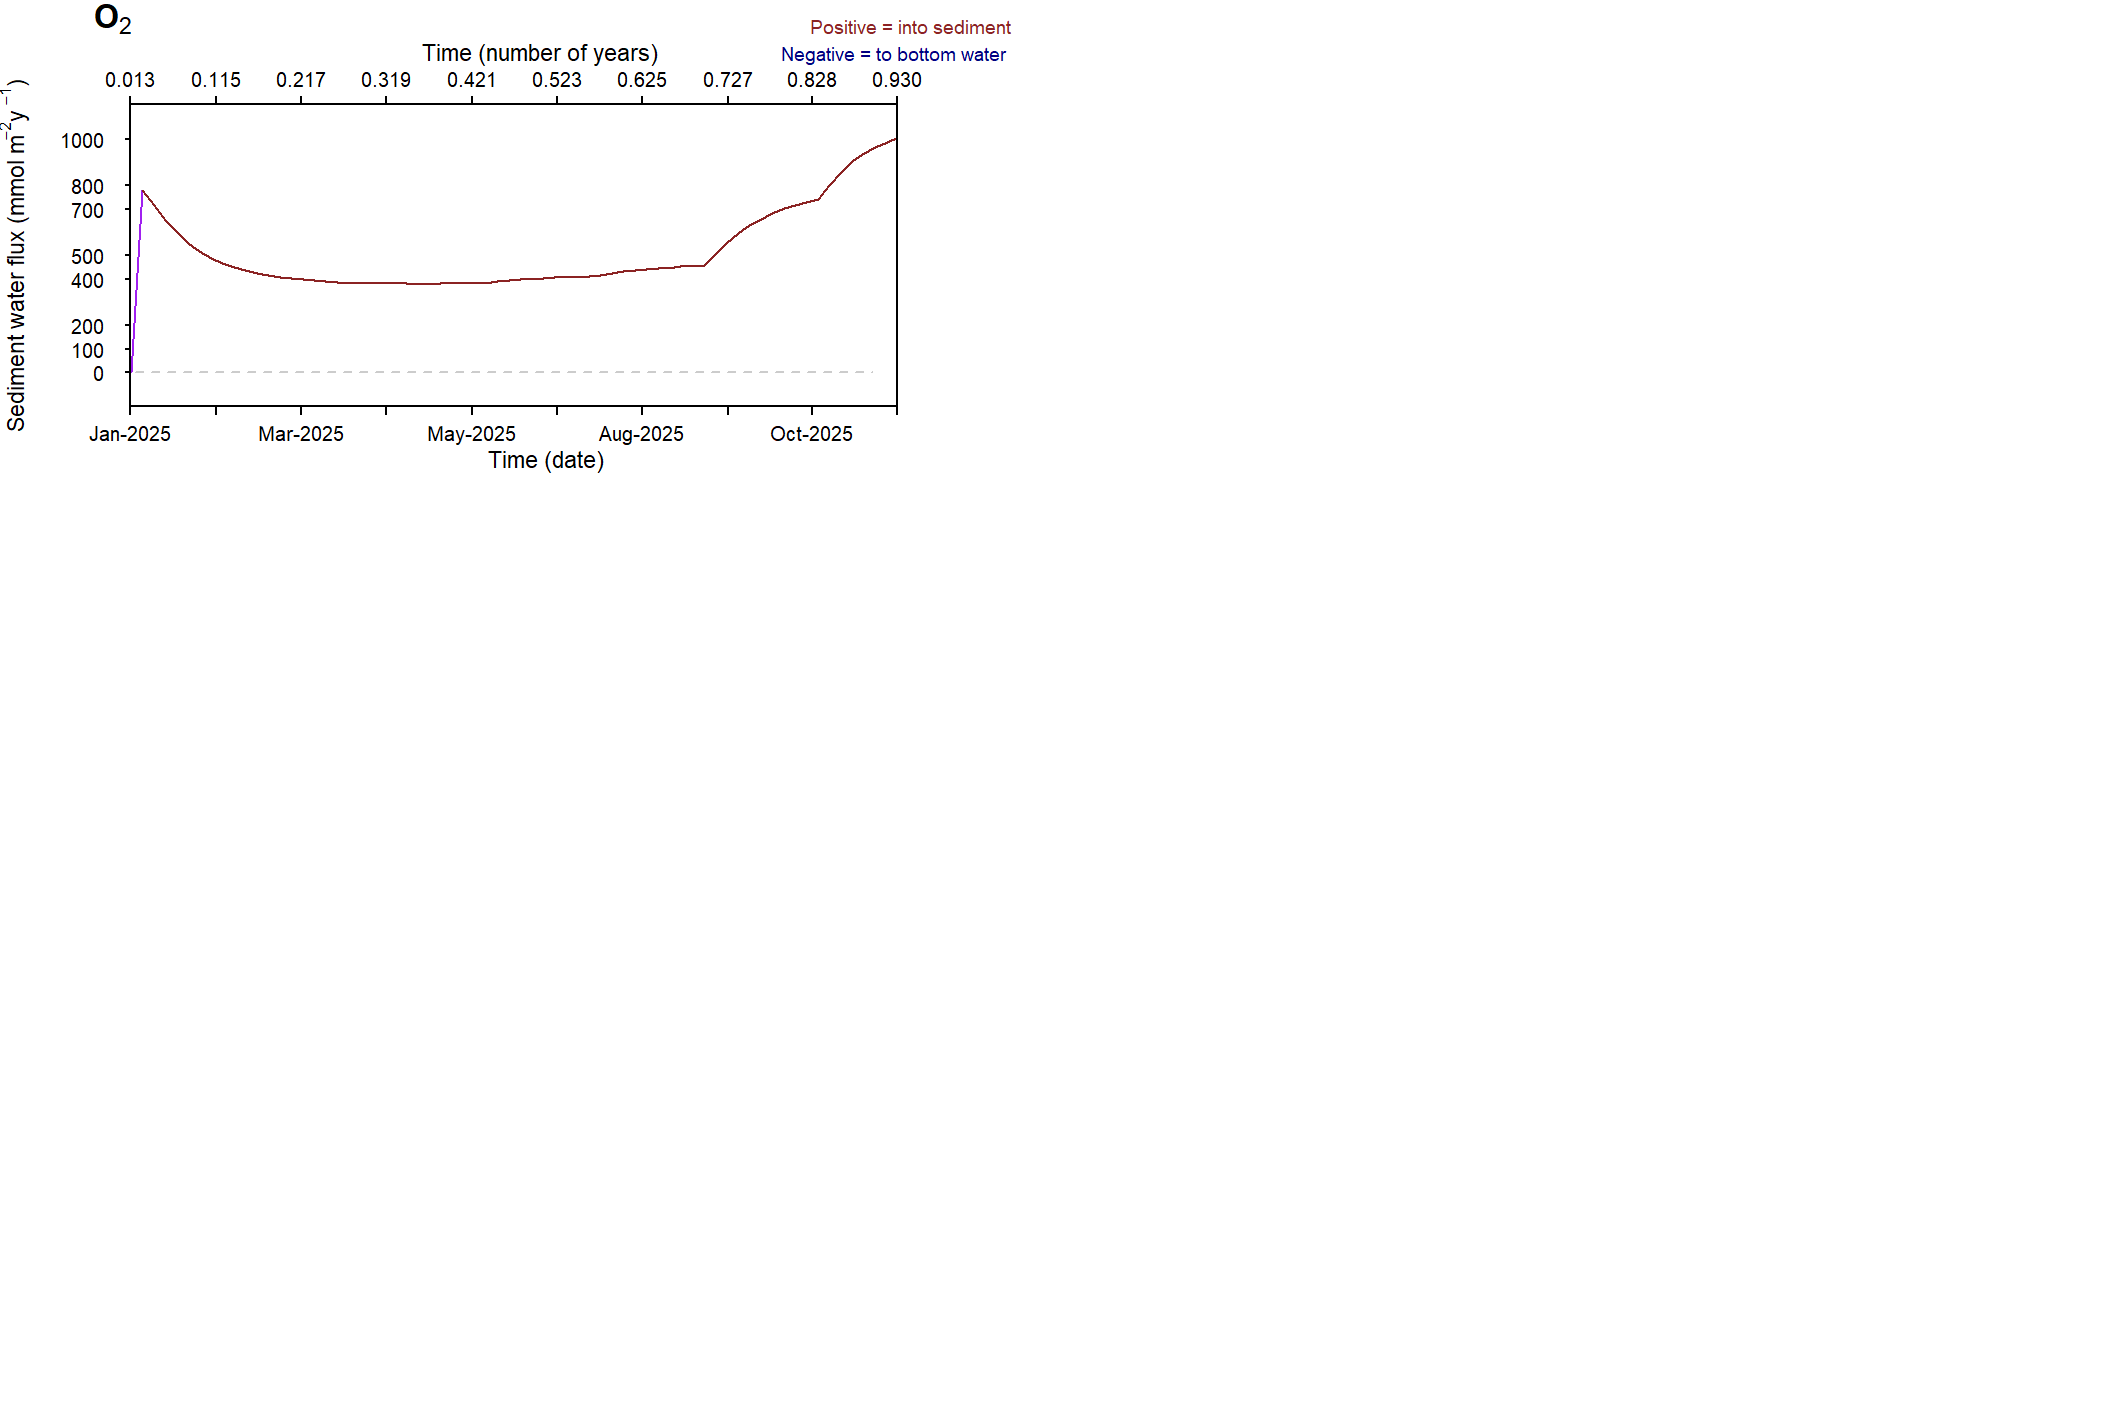 O2
Positive = into sediment
Time (number of years)
Negative = to bottom water
0.013 0.115 0.217 0.319 0.421 0.523 0.625 0.727 0.828 0.930
Sediment water flux (mmol m−2y−1)
1000
800
700
500
400
200
100
0
Jan-2025 Mar-2025 May-2025 Aug-2025 Oct-2025
Time (date)